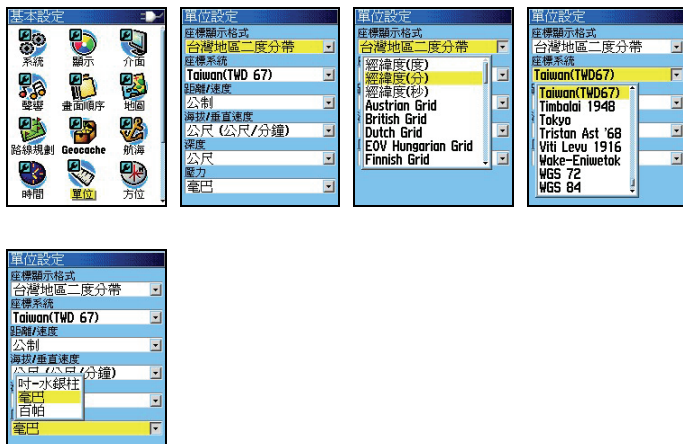 基本設定
系統 顯示 介面
聲響 畫面順序 地圖
路線規劃 Geocache 航海
時間 單位 方位
單位設定
座標顯示格式
台灣地區二度分帶
座標系統
Taiwan(TWD 67)
距離/速度
公制
海拔/垂直速度
公尺 (公尺/分鐘)
深度
公尺
壓力
毫巴
單位設定
座標顯示格式
台灣地區二度分帶
經緯度(度)
經緯度(分)
經緯度(秒)
Austrian Grid
British Grid
Dutch Grid
EOV Hungarian Grid
Finnish Grid
單位設定
座標顯示格式
台灣地區二度分帶
座標系統
Taiwan(TWD67)
Taiwan(TWD67)
Timbalai 1948
Tokyo
Tristan Ast '68
Viti Levu 1916
Wake-Eniwetok
WGS 72
WGS 84
單位設定
座標顯示格式
台灣地區二度分帶
座標系統
Taiwan(TWD 67)
距離/速度
公制
海拔/垂直速度
公尺 (公尺/分鐘)
吋-水銀柱
毫巴
百帕
毫巴